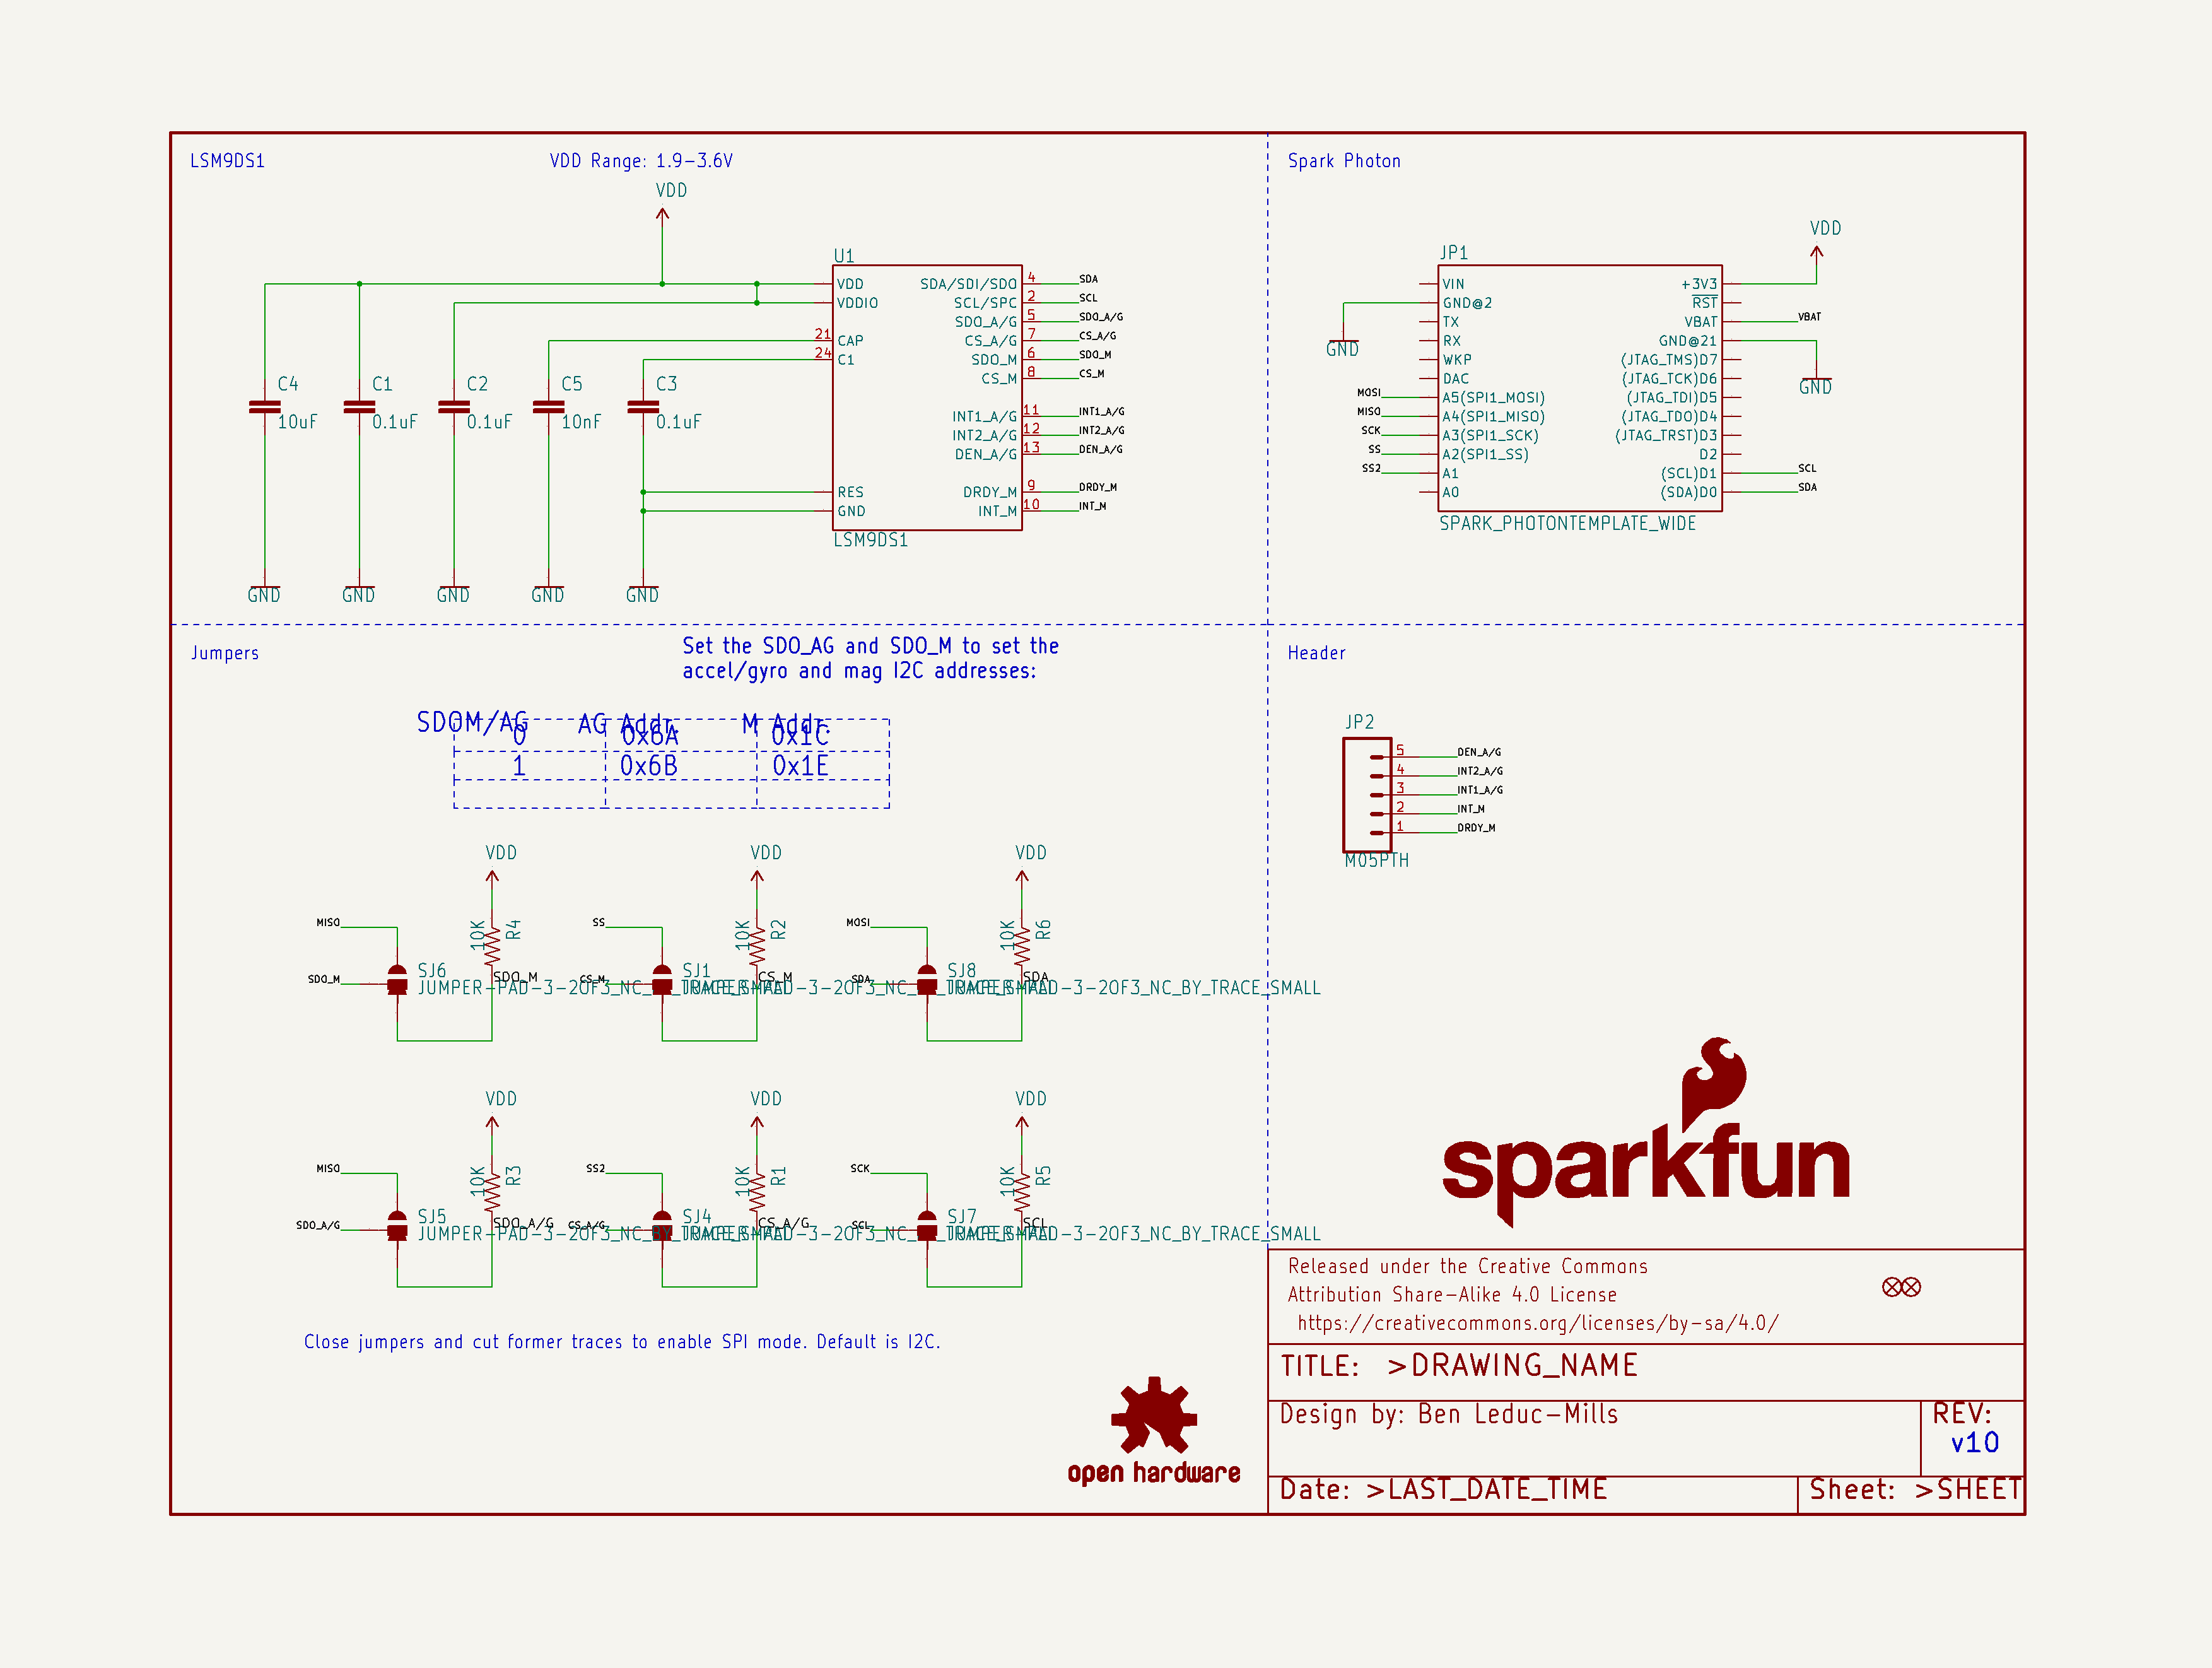 LSM9DS1
VDD Range: 1.9-3.6V
VDD
U1
VDD
VDDIO
21
CAP
24
C1
RES
GND
SDA/SDI/SDO
4
SDA
SCL/SPC
2
SCL
SDO_A/G
5
SDO_A/G
CS_A/G
7
CS_A/G
SDO_M
6
SDO_M
CS_M
8
CS_M
INT1_A/G
11
INT1_A/G
INT2_A/G
12
INT2_A/G
DEN_A/G
13
DEN_A/G
DRDY_M
9
DRDY_M
INT_M
10
INT_M
LSM9DS1
C4
10uF
C1
0.1uF
C2
0.1uF
C5
10nF
C3
0.1uF
GND
GND
GND
GND
GND
Spark Photon
VDD
JP1
VIN
GND@2
TX
RX
WKP
DAC
MOSI
A5(SPI1_MOSI)
MISO
A4(SPI1_MISO)
SCK
A3(SPI1_SCK)
SS
A2(SPI1_SS)
SS2
A1
A0
+3V3
RST
VBAT
VBAT
GND@21
(JTAG_TMS)D7
(JTAG_TCK)D6
(JTAG_TDI)D5
(JTAG_TDO)D4
(JTAG_TRST)D3
D2
(SCL)D1
SCL
(SDA)D0
SDA
GND
GND
SPARK_PHOTONTEMPLATE_WIDE
Jumpers
Set the SDO_AG and SDO_M to set the
accel/gyro and mag I2C addresses:
SDOM/AG AG Addr. M Addr.
0 0x6A 0x1C
1 0x6B 0x1E
VDD
MISO
10K
R4
SDO_M
SJ6
SDO_M
JUMPER-PAD-3-2OF3_NC_BY_TRACE_SMALL
VDD
SS
10K
R2
CS_M
SJ1
CS_M
JUMPER-PAD-3-2OF3_NC_BY_TRACE_SMALL
VDD
MOSI
10K
R6
SDA
SJ8
SDA
JUMPER-PAD-3-2OF3_NC_BY_TRACE_SMALL
VDD
MISO
10K
R3
SDO_A/G
SJ5
SDO_A/G
JUMPER-PAD-3-2OF3_NC_BY_TRACE_SMALL
VDD
SS2
10K
R1
CS_A/G
SJ4
CS_A/G
JUMPER-PAD-3-2OF3_NC_BY_TRACE_SMALL
VDD
SCK
10K
R5
SCL
SJ7
SCL
JUMPER-PAD-3-2OF3_NC_BY_TRACE_SMALL
Close jumpers and cut former traces to enable SPI mode. Default is I2C.
open hardware
Header
JP2
5
DEN_A/G
4
INT2_A/G
3
INT1_A/G
2
INT_M
1
DRDY_M
M05PTH
sparkfun
Released under the Creative Commons
Attribution Share-Alike 4.0 License
https://creativecommons.org/licenses/by-sa/4.0/
TITLE: >DRAWING_NAME
Design by: Ben Leduc-Mills
REV:
v10
Date: >LAST_DATE_TIME
Sheet: >SHEET